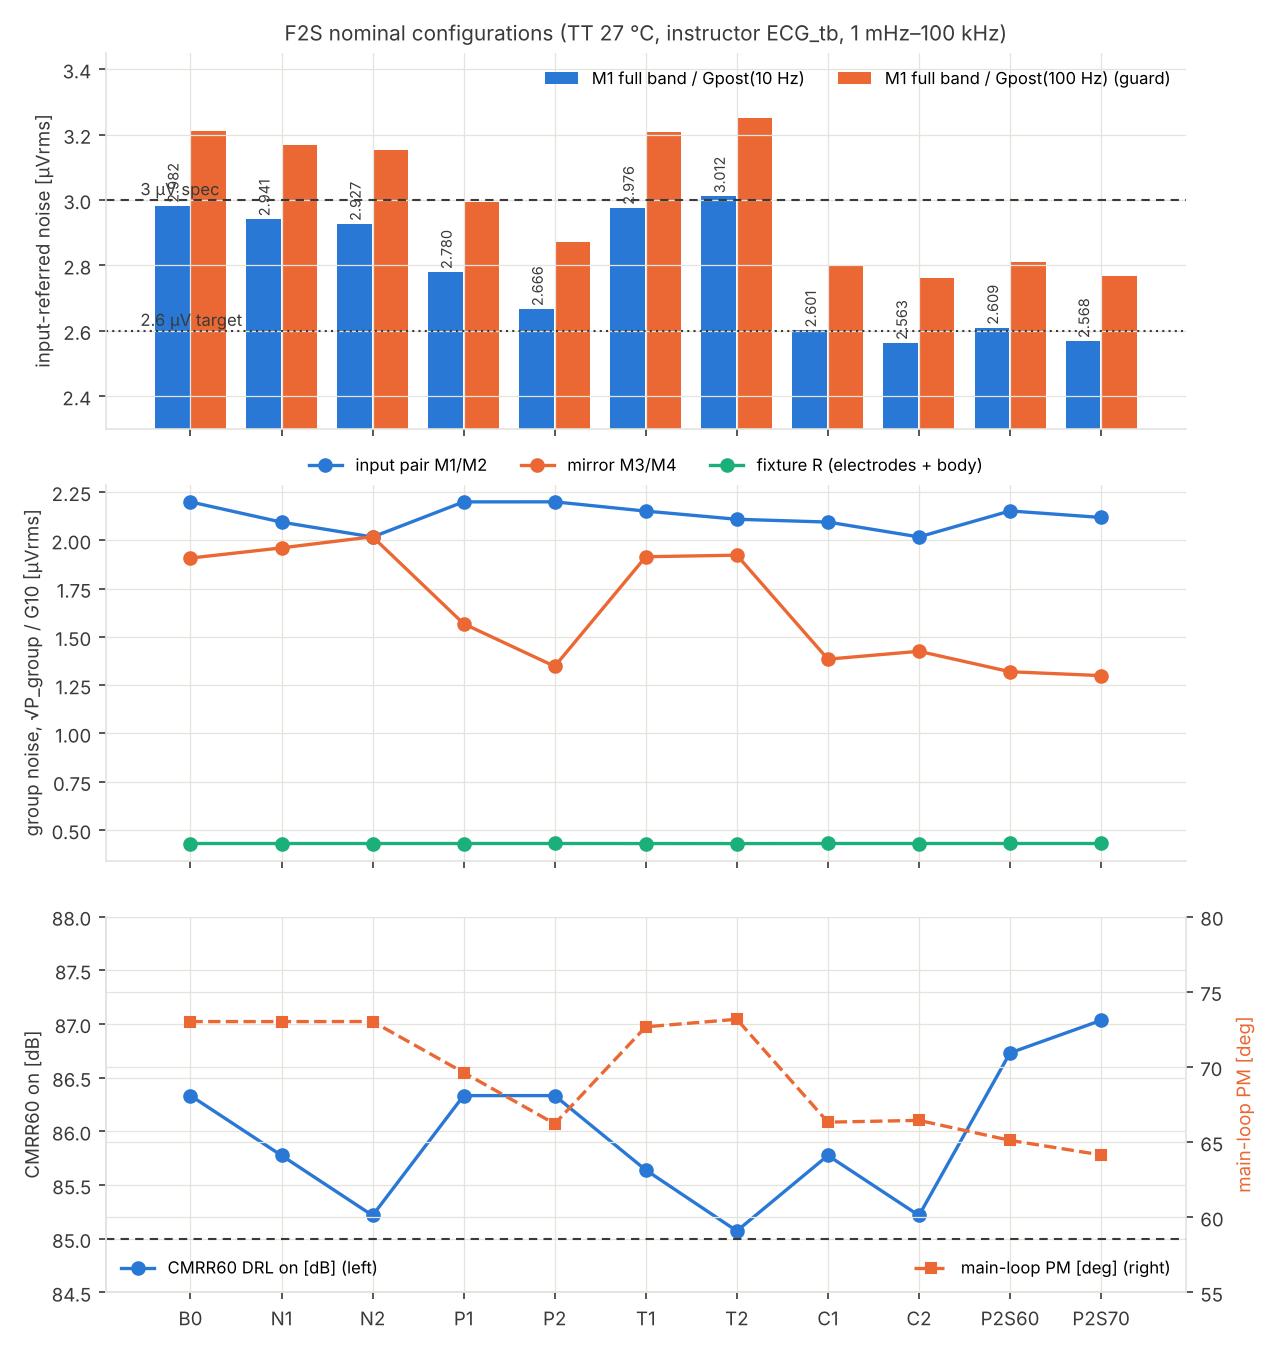 F2S nominal configurations (TT 27 °C, instructor ECG_tb, 1 mHz–100 kHz)
M1 full band / Gpost(10 Hz)
M1 full band / Gpost(100 Hz) (guard)
input-referred noise [µVrms]
3.4
3.2
3.0
2.8
2.6
2.4
3 µV spec
2.6 µV target
2.982
2.941
2.927
2.780
2.666
2.976
3.012
2.601
2.563
2.609
2.568
input pair M1/M2
mirror M3/M4
fixture R (electrodes + body)
group noise, √P_group / G10 [µVrms]
2.25
2.00
1.75
1.50
1.25
1.00
0.75
0.50
CMRR60 on [dB]
88.0
87.5
87.0
86.5
86.0
85.5
85.0
84.5
80
75
70
65
60
55
main-loop PM [deg]
CMRR60 DRL on [dB] (left)
main-loop PM [deg] (right)
B0 N1 N2 P1 P2 T1 T2 C1 C2 P2S60 P2S70